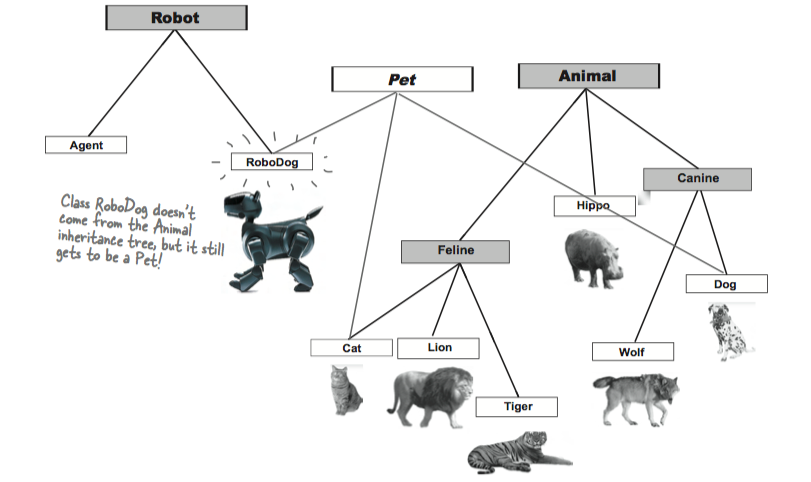 Robot
Pet
Animal
Agent
RoboDog
Canine
Class RoboDog doesn't
come from the Animal
inheritance tree, but it still
gets to be a Pet!
Hippo
Feline
Dog
Cat
Lion
Wolf
Tiger